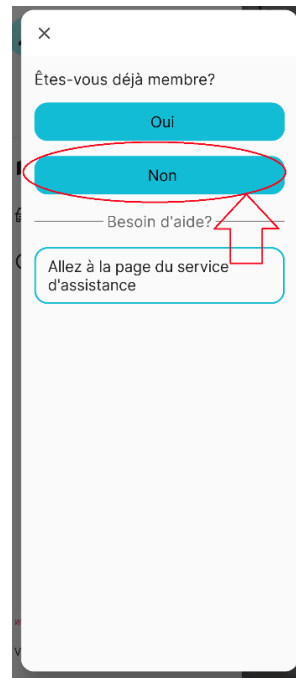 Êtes-vous déjà membre?
Oui
Non
Besoin d'aide?
Allez à la page du service
d'assistance